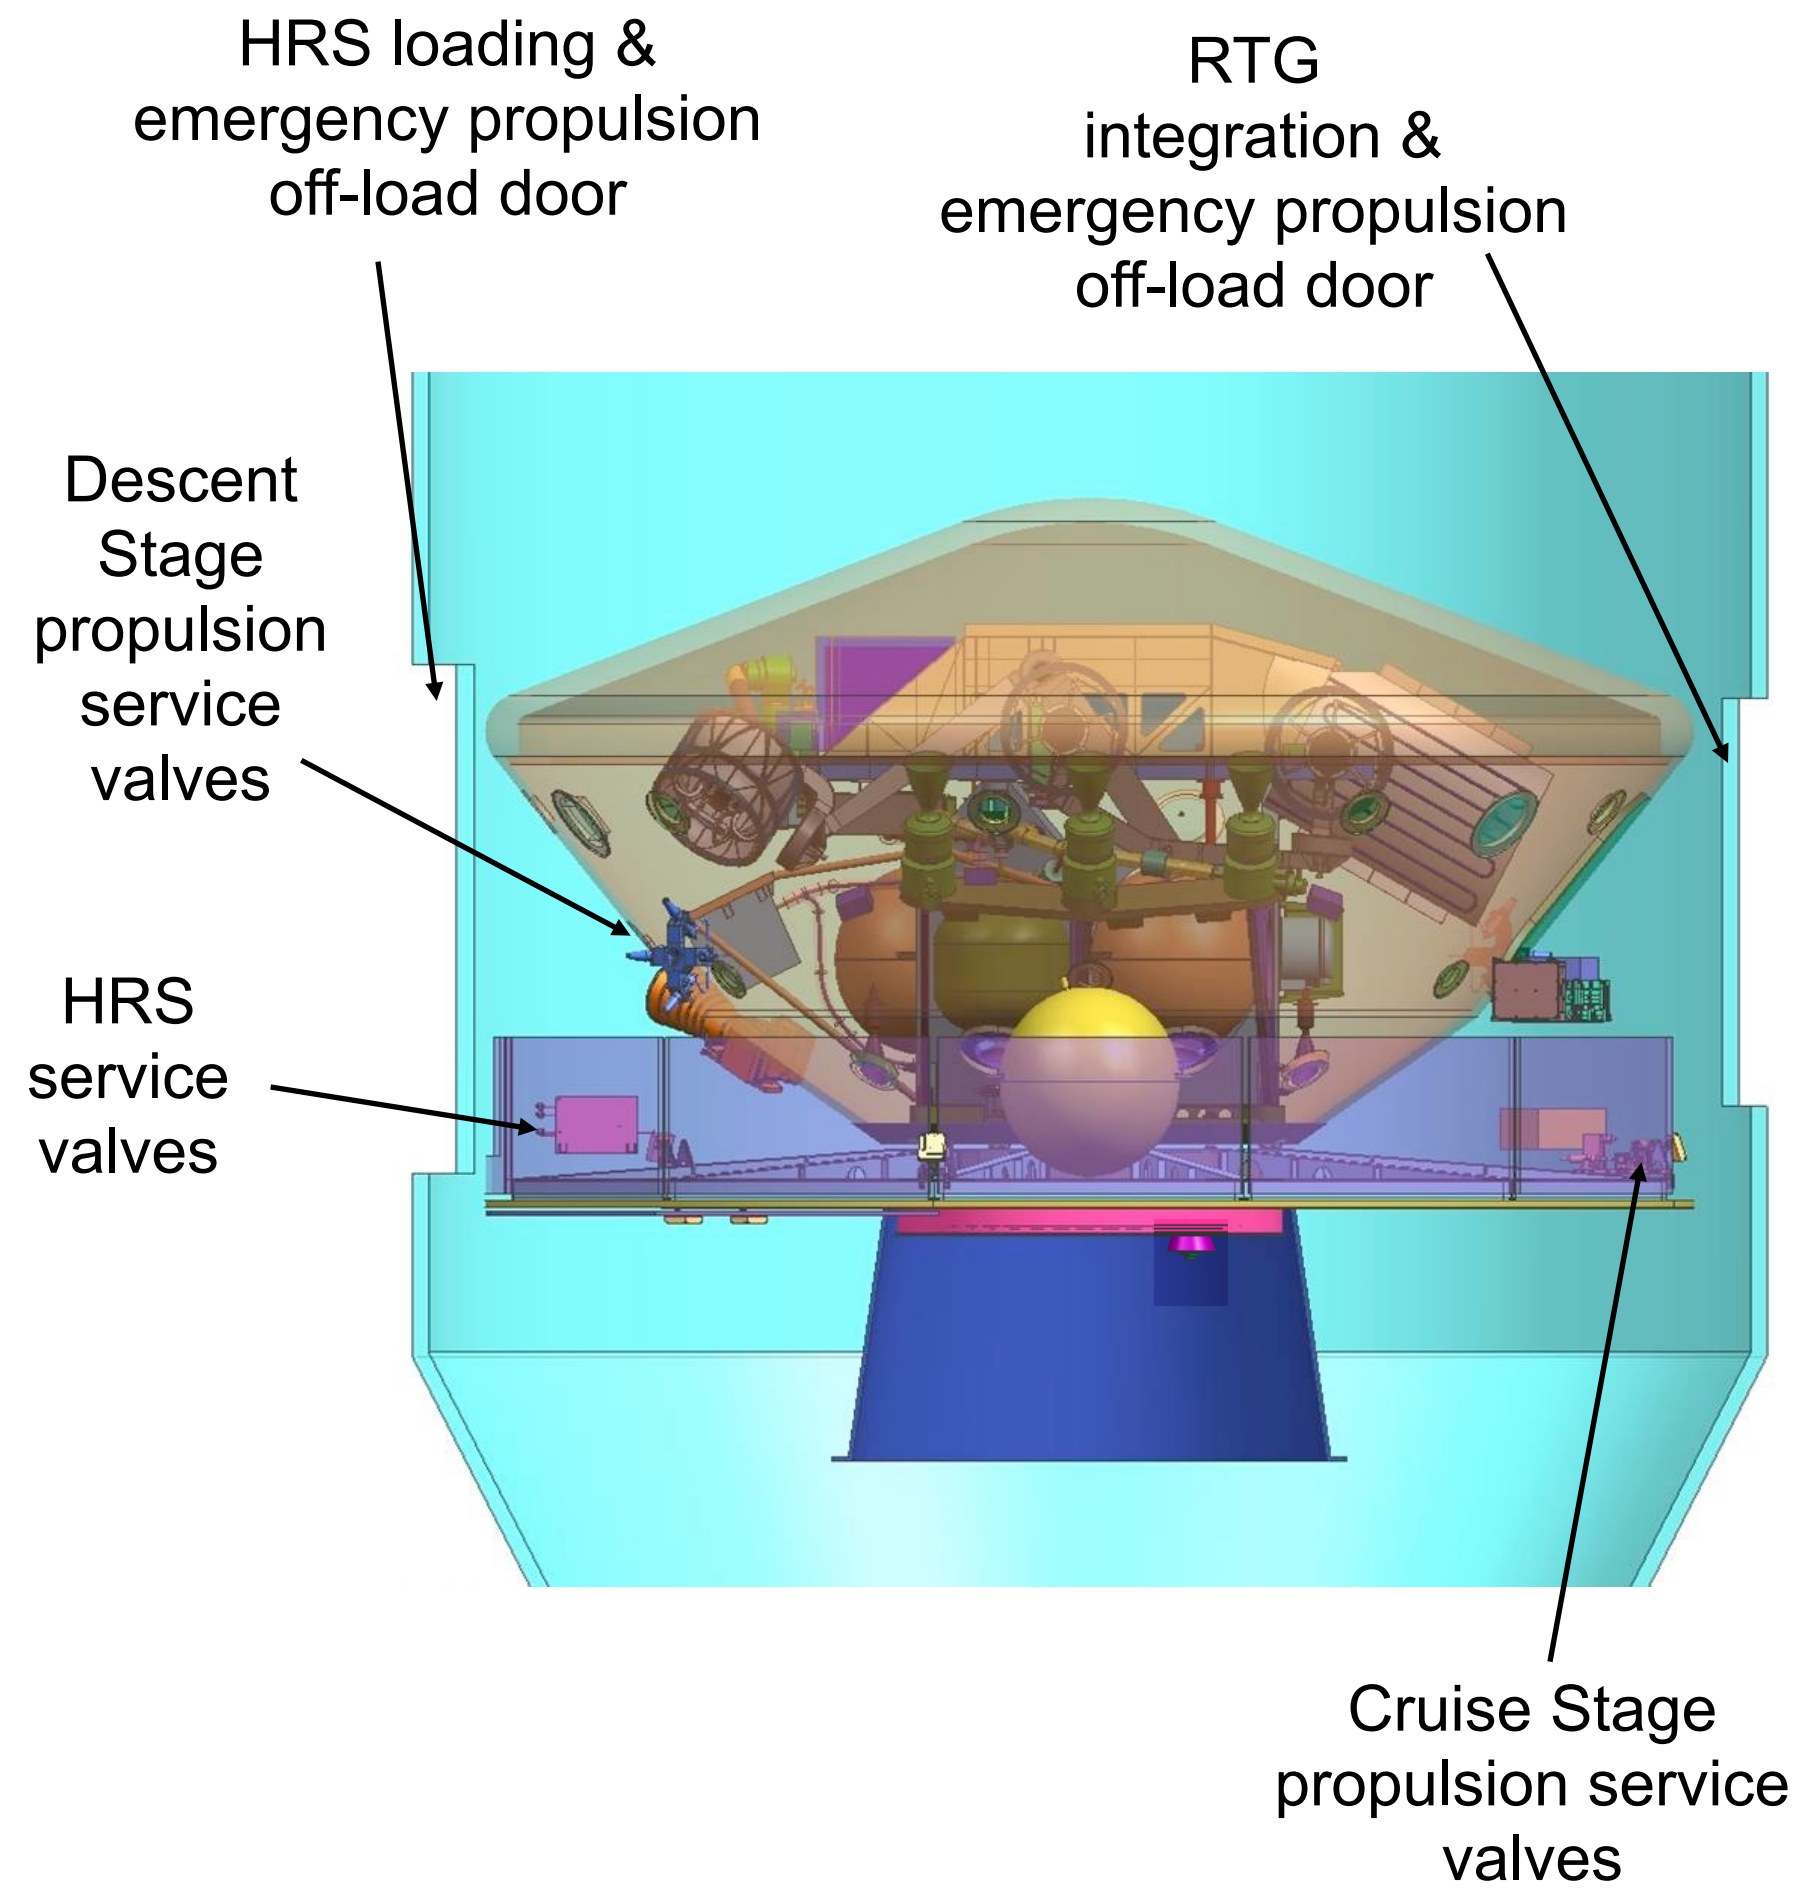 HRS loading &
emergency propulsion
off-load door
RTG
integration &
emergency propulsion
off-load door
Descent
Stage
propulsion
service
valves
HRS
service
valves
Cruise Stage
propulsion service
valves